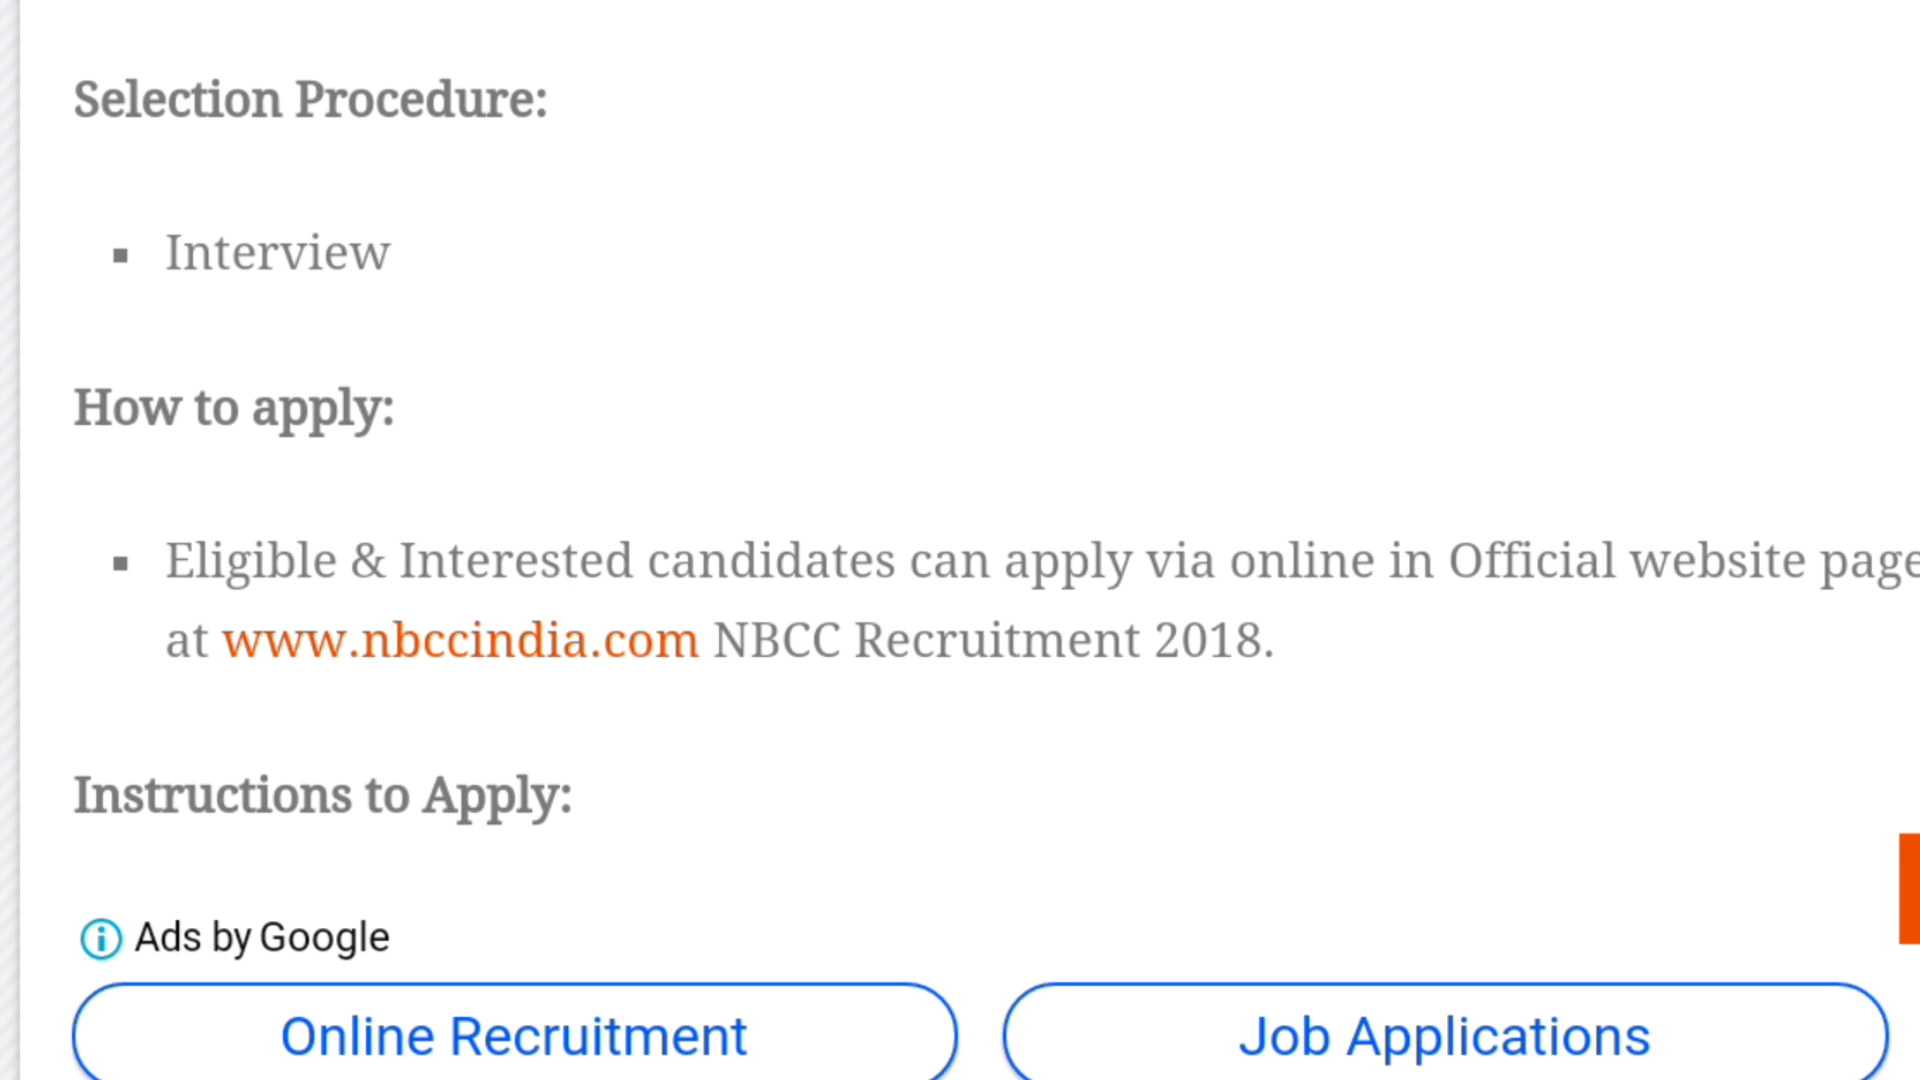 Selection Procedure:
▪ Interview
How to apply:
▪ Eligible & Interested candidates can apply via online in Official website page
at www.nbccindia.com NBCC Recruitment 2018.
Instructions to Apply:
Ads by Google
Online Recruitment
Job Applications